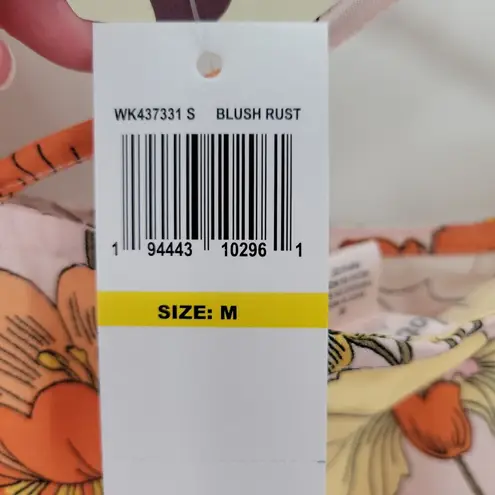 WK437331 S BLUSH RUST
1 94443 10296 1
SIZE: M